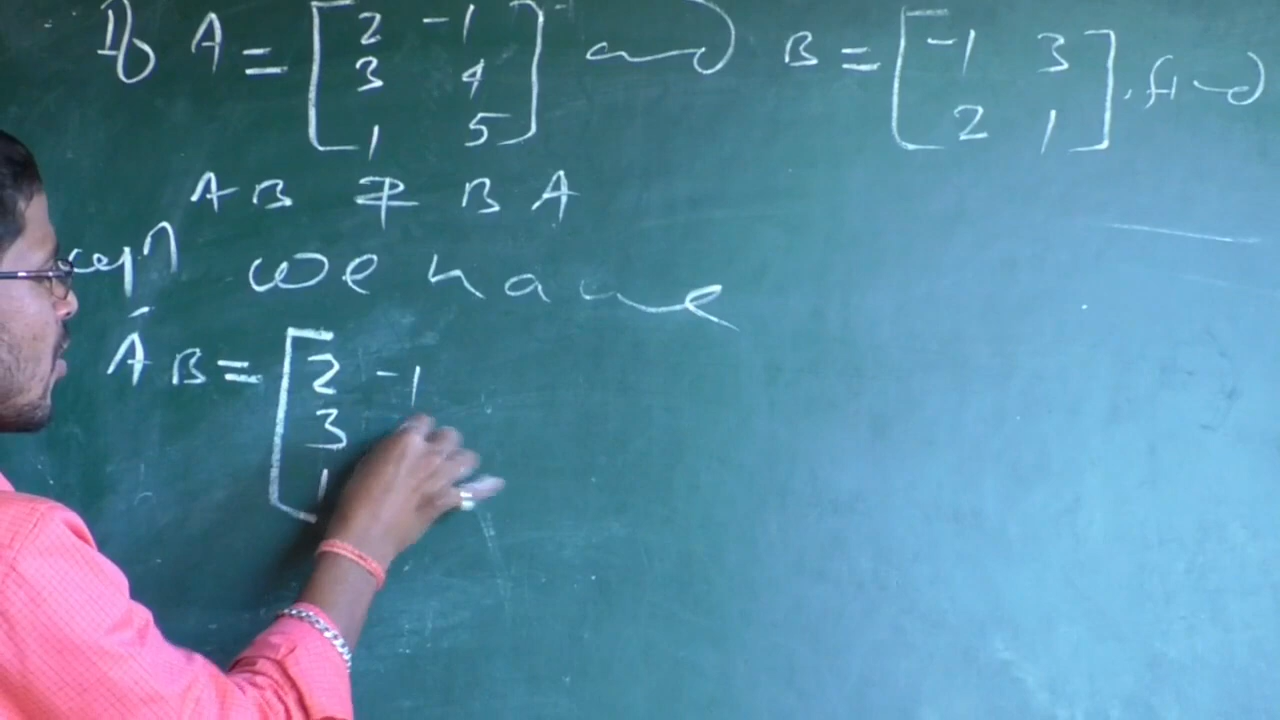 If A = [2 -1 3 4 1 5] and B = [-1 3 2 1], find
AB ≠ BA
we have
AB = [2 -1 3 1